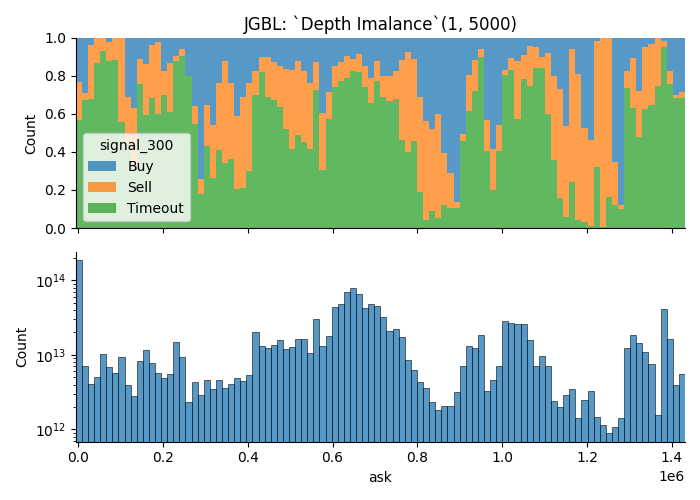 JGBL: `Depth Imalance`(1, 5000)
1.0
0.8
0.6
0.4
0.2
0.0
Count
signal_300
Buy
Sell
Timeout
10^14
10^13
10^12
Count
0.0 0.2 0.4 0.6 0.8 1.0 1.2 1.4
1e6
ask